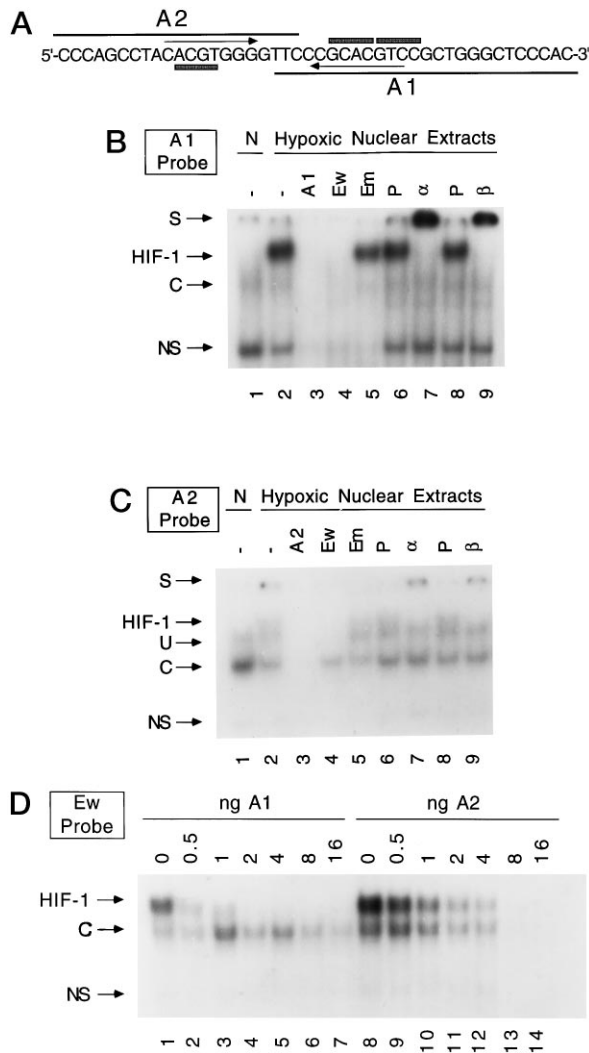 A
A2
5'-CCCAGCCTACACGTGGGGTTCCCGCACGTCCGCTGGGCTCCCAC-3'
A1
B
A1 Probe
N Hypoxic Nuclear Extracts
- - A1 Ew Em P α P β
S
HIF-1
C
NS
1 2 3 4 5 6 7 8 9
C
A2 Probe
N Hypoxic Nuclear Extracts
- - A2 Ew Em P α P β
S
HIF-1
U
C
NS
1 2 3 4 5 6 7 8 9
D
Ew Probe
ng A1 ng A2
0 0.5 1 2 4 8 16 0 0.5 1 2 4 8 16
HIF-1
C
NS
1 2 3 4 5 6 7 8 9 10 11 12 13 14